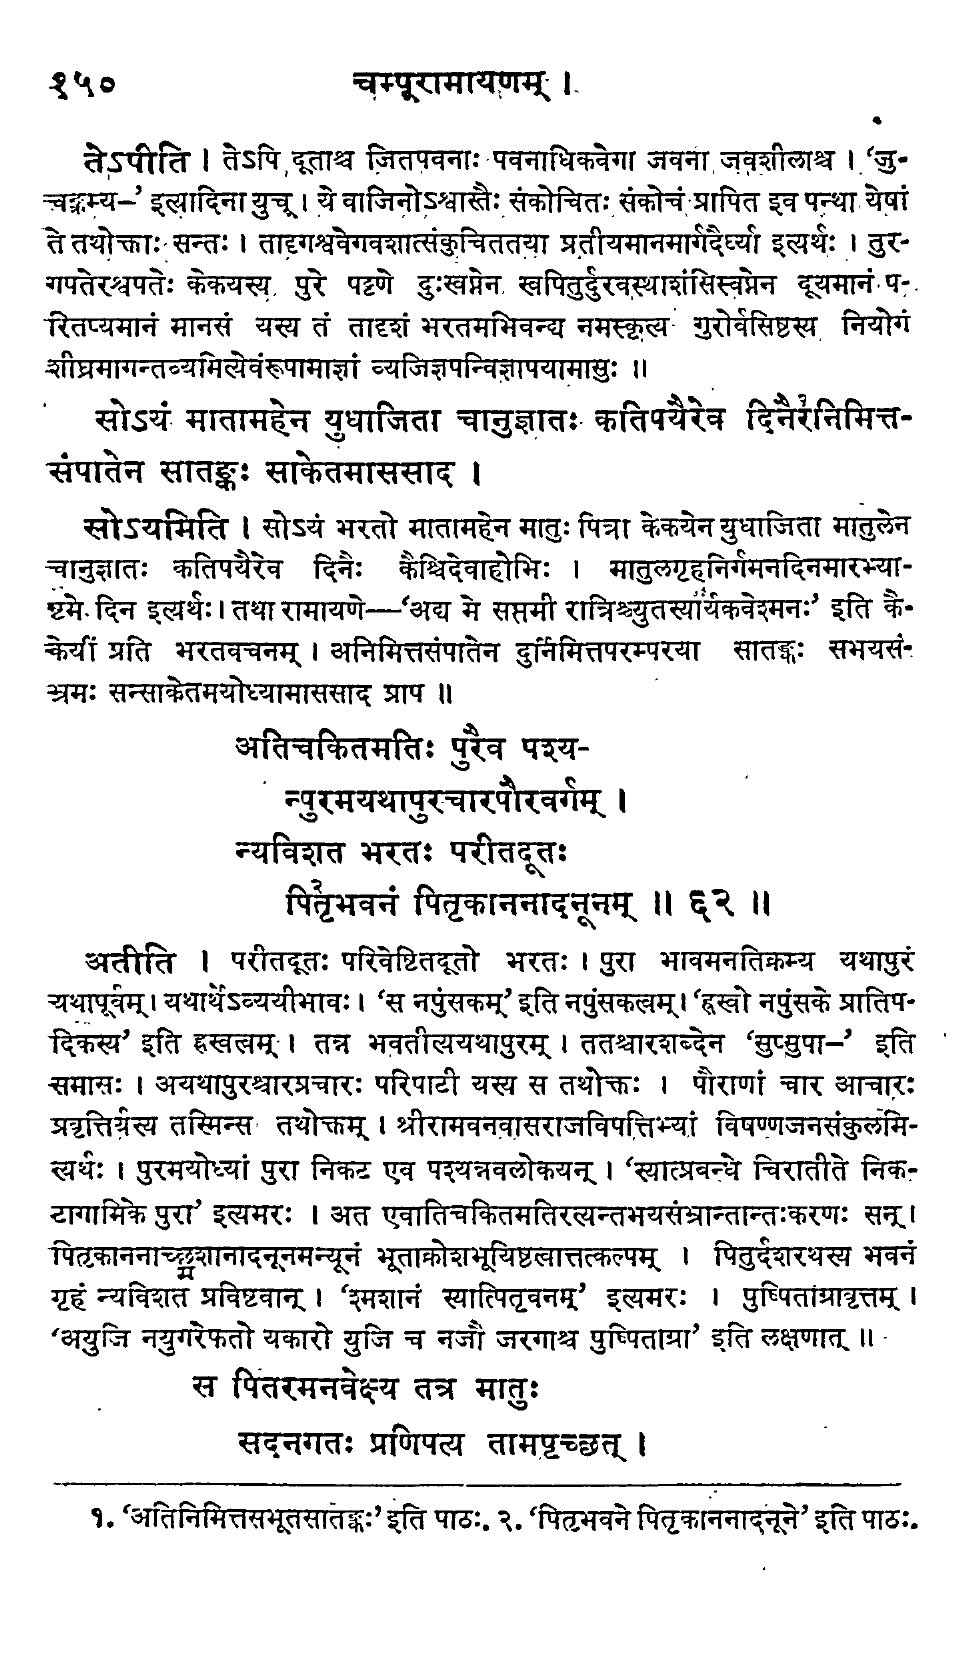 १५० चम्पूरामायणम् ।
तेऽपीति । तेऽपि दूताश्च जितपवनाः पवनाधिकवेगा जवना जवशीलाश्च । ‘जु-
चङ्क्रम्य–’ इत्यादिना युच् । ये वाजिनोऽश्वास्तैः संकोचितः संकोचं प्रापित इव पन्था येषां
ते तथोक्ताः सन्तः । तादृगश्ववेगवशात्संकुचिततया प्रतीयमानमार्गदैर्घ्या इत्यर्थः । तुर-
गपतेरश्वपतेः केकयस्य पुरे पट्टणे दुःस्वप्नेन स्वपितुर्दुरवस्थाशंसिस्वप्नेन दूयमानं प-
रितप्यमानं मानसं यस्य तं तादृशं भरतमभिवन्द्य नमस्कृत्य गुरोर्वसिष्ठस्य नियोगं
शीघ्रमागन्तव्यमित्येवंरूपामाज्ञां व्यजिज्ञपन्विज्ञापयामासुः ॥
सोऽयं मातामहेन युधाजिता चानुज्ञातः कतिपयैरेव दिनैरनिमित्त-
संपातेन सातङ्कः साकेतमाससाद ।
सोऽयमिति । सोऽयं भरतो मातामहेन मातुः पित्रा केकयेन युधाजिता मातुलेन
चानुज्ञातः कतिपयैरेव दिनैः कैश्चिदेवाहोभिः । मातुलगृहनिर्गमनदिनमारभ्या-
ष्टमे दिन इत्यर्थः । तथा रामायणे—‘अद्य मे सप्तमी रात्रिश्च्युतस्यार्यकवेश्मनः’ इति कै-
केयीं प्रति भरतवचनम् । अनिमित्तसंपातेन दुर्निमित्तपरम्परया सातङ्कः सभयसं-
भ्रमः सन्साकेतमयोध्यामाससाद प्राप ॥
अतिचकितमतिः पुरैव पश्य-
न्पुरमयथापुरचारपौरवर्गम् ।
न्यविशत भरतः परीतदूतः
पितृ२भवनं पितृकाननादनूनम् ॥ ६२ ॥
अतीति । परीतदूतः परिवेष्टितदूतो भरतः । पुरा भावमनतिक्रम्य यथापुरं
यथापूर्वम् । यथार्थेऽव्ययीभावः । ‘स नपुंसकम्’ इति नपुंसकत्वम् । ‘ह्रस्वो नपुंसके प्रातिप-
दिकस्य’ इति ह्रस्वत्वम् । तन्न भवतीत्ययथापुरम् । ततश्चारशब्देन ‘सुप्सुपा–’ इति
समासः । अयथापुरश्चारप्रचारः परिपाटी यस्य स तथोक्तः । पौराणां चार आचारः
प्रवृत्तिर्यस्य तस्मिन्स तथोक्तम् । श्रीरामवनवासराजविपत्तिभ्यां विषण्णजनसंकुलमि-
त्यर्थः । पुरमयोध्यां पुरा निकट एव पश्यन्नवलोकयन् । ‘स्यात्प्रबन्धे चिरातीते निक-
टागामिके पुरा’ इत्यमरः । अत एवातिचकितमतिरत्यन्तभयसंभ्रान्तान्तःकरणः सन् ।
पितृकाननाच्छ्मशानादनूनमन्यूनं भूताक्रोशभूयिष्ठत्वात्तत्कल्पम् । पितुर्दशरथस्य भवनं
गृहं न्यविशत प्रविष्टवान् । ‘श्मशानं स्यात्पितृवनम्’ इत्यमरः । पुष्पिताग्रावृत्तम् ।
‘अयुजि नयुगरेफतो यकारो युजि च नजौ जरगाश्च पुष्पिताग्रा’ इति लक्षणात् ॥
स पितरमनवेक्ष्य तत्र मातुः
सदनगतः प्रणिपत्य तामपृच्छत् ।
१. ‘अतिनिमित्तसभूतसातङ्कः’ इति पाठः. २. ‘पितृभवने पितृकाननादनूने’ इति पाठः.